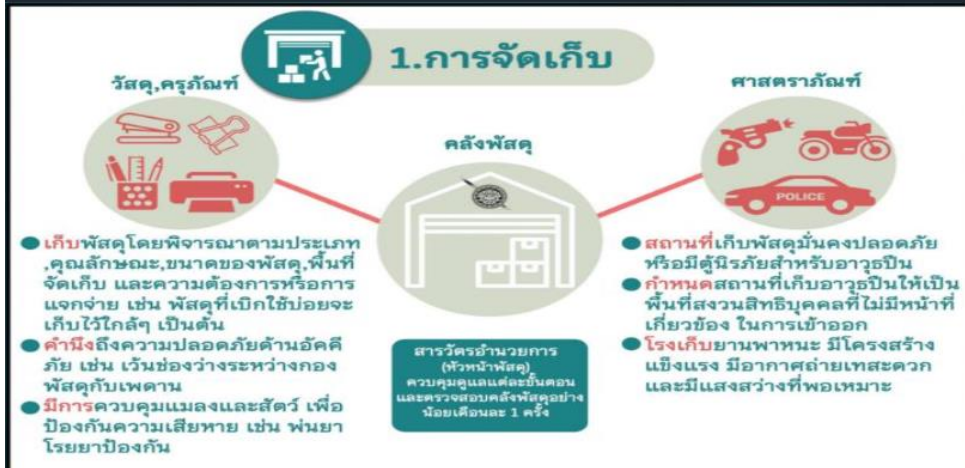 1.การจัดเก็บ
วัสดุ,ครุภัณฑ์
เก็บพัสดุโดยพิจารณาตามประเภท
,คุณลักษณะ,ขนาดของพัสดุ,พื้นที่
จัดเก็บ และความต้องการหรือการ
แจกจ่าย เช่น พัสดุที่เบิกใช้บ่อยจะ
เก็บไว้ใกล้ๆ เป็นต้น
คำนึงถึงความปลอดภัยด้านอัคคี
ภัย เช่น เว้นช่องว่างระหว่างกอง
พัสดุกับเพดาน
มีการควบคุมแมลงและสัตว์ เพื่อ
ป้องกันความเสียหาย เช่น พ่นยา
โรยยาป้องกัน
คลังพัสดุ
สารวัตรอำนวยการ
(หัวหน้าพัสดุ)
ควบคุมดูแลแต่ละขั้นตอน
และตรวจสอบคลังพัสดุอย่าง
น้อยเดือนละ 1 ครั้ง
ศาสตราภัณฑ์
POLICE
สถานที่เก็บพัสดุมั่นคงปลอดภัย
หรือมีตู้นิรภัยสำหรับอาวุธปืน
กำหนดสถานที่เก็บอาวุธปืนให้เป็น
พื้นที่สงวนสิทธิบุคคลที่ไม่มีหน้าที่
เกี่ยวข้อง ในการเข้าออก
โรงเก็บยานพาหนะ มีโครงสร้าง
แข็งแรง มีอากาศถ่ายเทสะดวก
และมีแสงสว่างที่พอเหมาะ